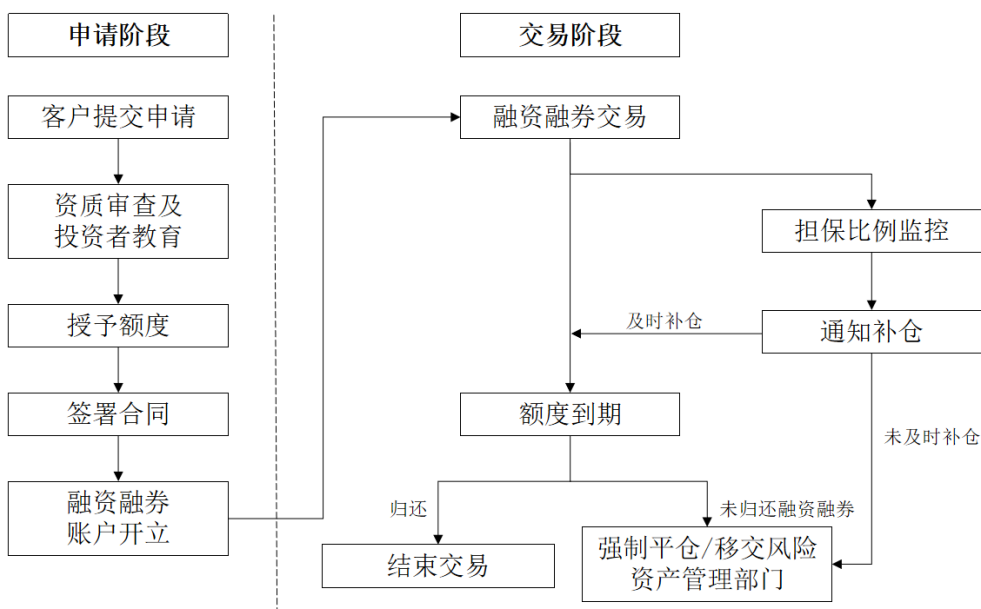 申请阶段
客户提交申请
资质审查及
投资者教育
授予额度
签署合同
融资融券
账户开立
交易阶段
融资融券交易
担保比例监控
及时补仓
通知补仓
额度到期
未及时补仓
归还
未归还融资融券
结束交易
强制平仓/移交风险
资产管理部门